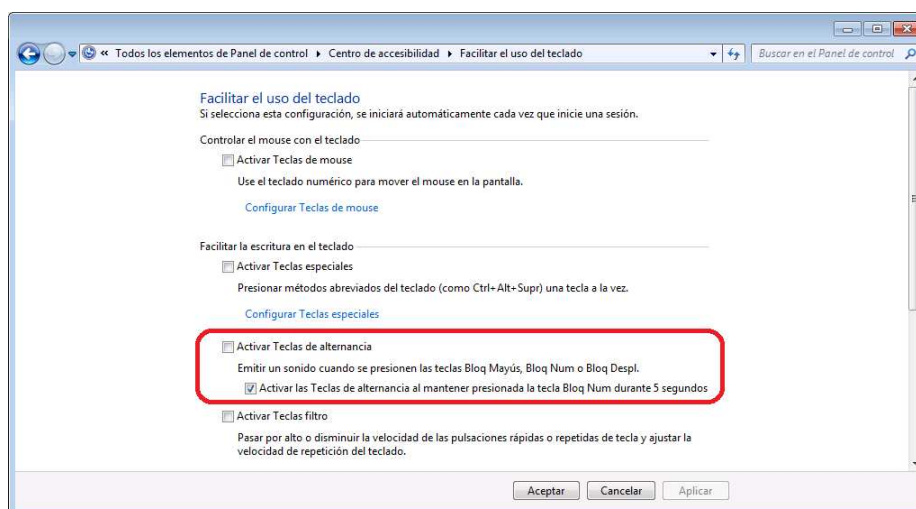 « Todos los elementos de Panel de control ▸ Centro de accesibilidad ▸ Facilitar el uso del teclado
Buscar en el Panel de control
Facilitar el uso del teclado
Si selecciona esta configuración, se iniciará automáticamente cada vez que inicie una sesión.
Controlar el mouse con el teclado
Activar Teclas de mouse
Use el teclado numérico para mover el mouse en la pantalla.
Configurar Teclas de mouse
Facilitar la escritura en el teclado
Activar Teclas especiales
Presionar métodos abreviados del teclado (como Ctrl+Alt+Supr) una tecla a la vez.
Configurar Teclas especiales
Activar Teclas de alternancia
Emitir un sonido cuando se presionen las teclas Bloq Mayús, Bloq Num o Bloq Despl.
Activar las Teclas de alternancia al mantener presionada la tecla Bloq Num durante 5 segundos
Activar Teclas filtro
Pasar por alto o disminuir la velocidad de las pulsaciones rápidas o repetidas de tecla y ajustar la
velocidad de repetición del teclado.
Aceptar Cancelar Aplicar